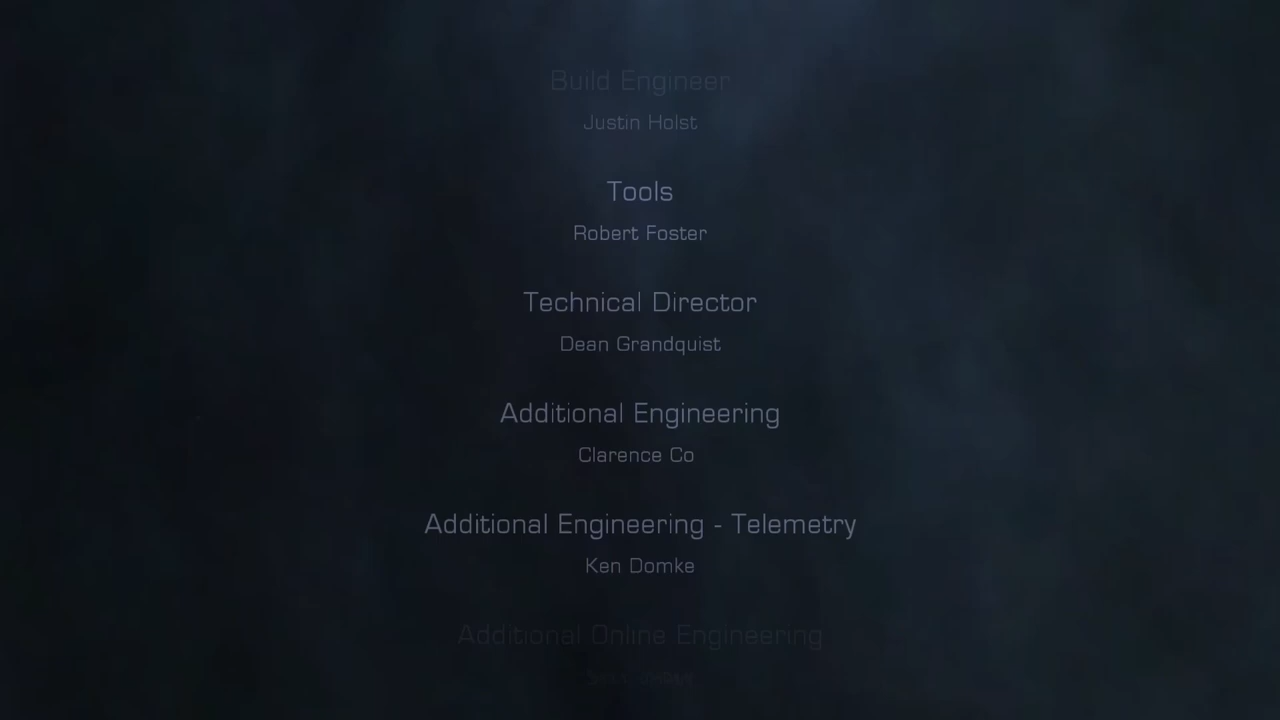 Build Engineer
Justin Holst
Tools
Robert Foster
Technical Director
Dean Grandquist
Additional Engineering
Clarence Co
Additional Engineering - Telemetry
Ken Domke
Additional Online Engineering